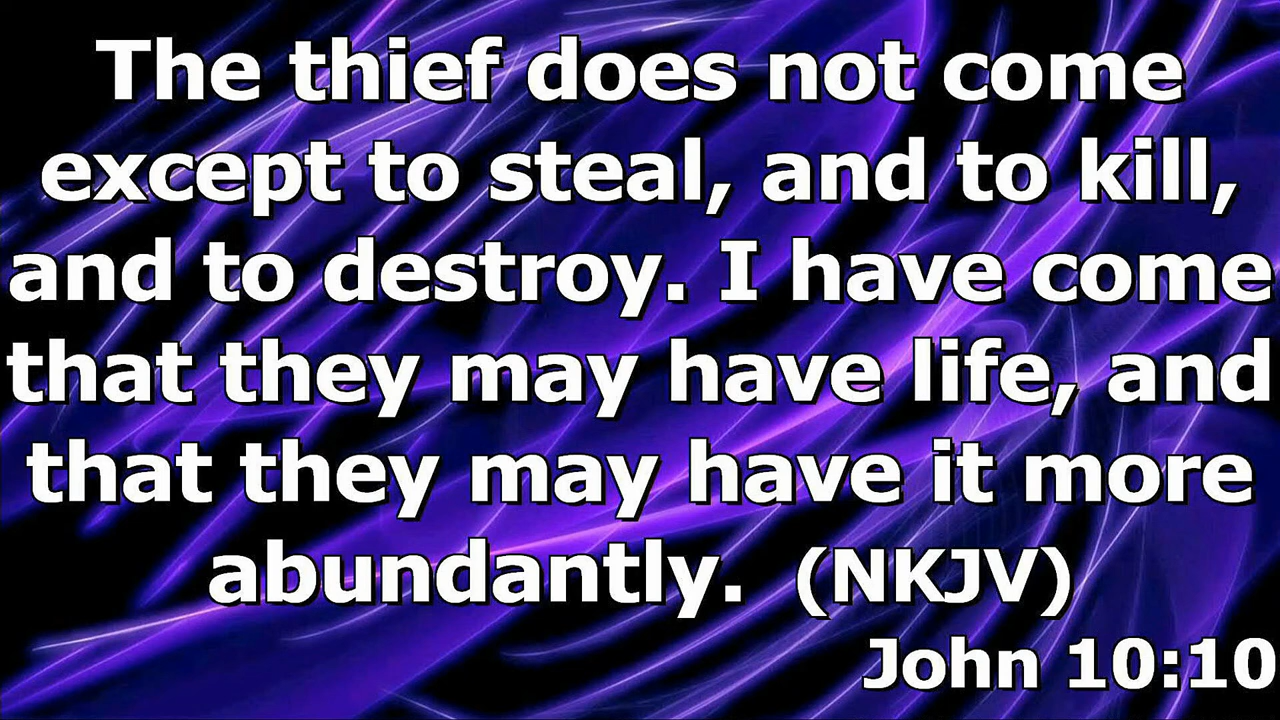 The thief does not come
except to steal, and to kill,
and to destroy. I have come
that they may have life, and
that they may have it more
abundantly. (NKJV)
John 10:10